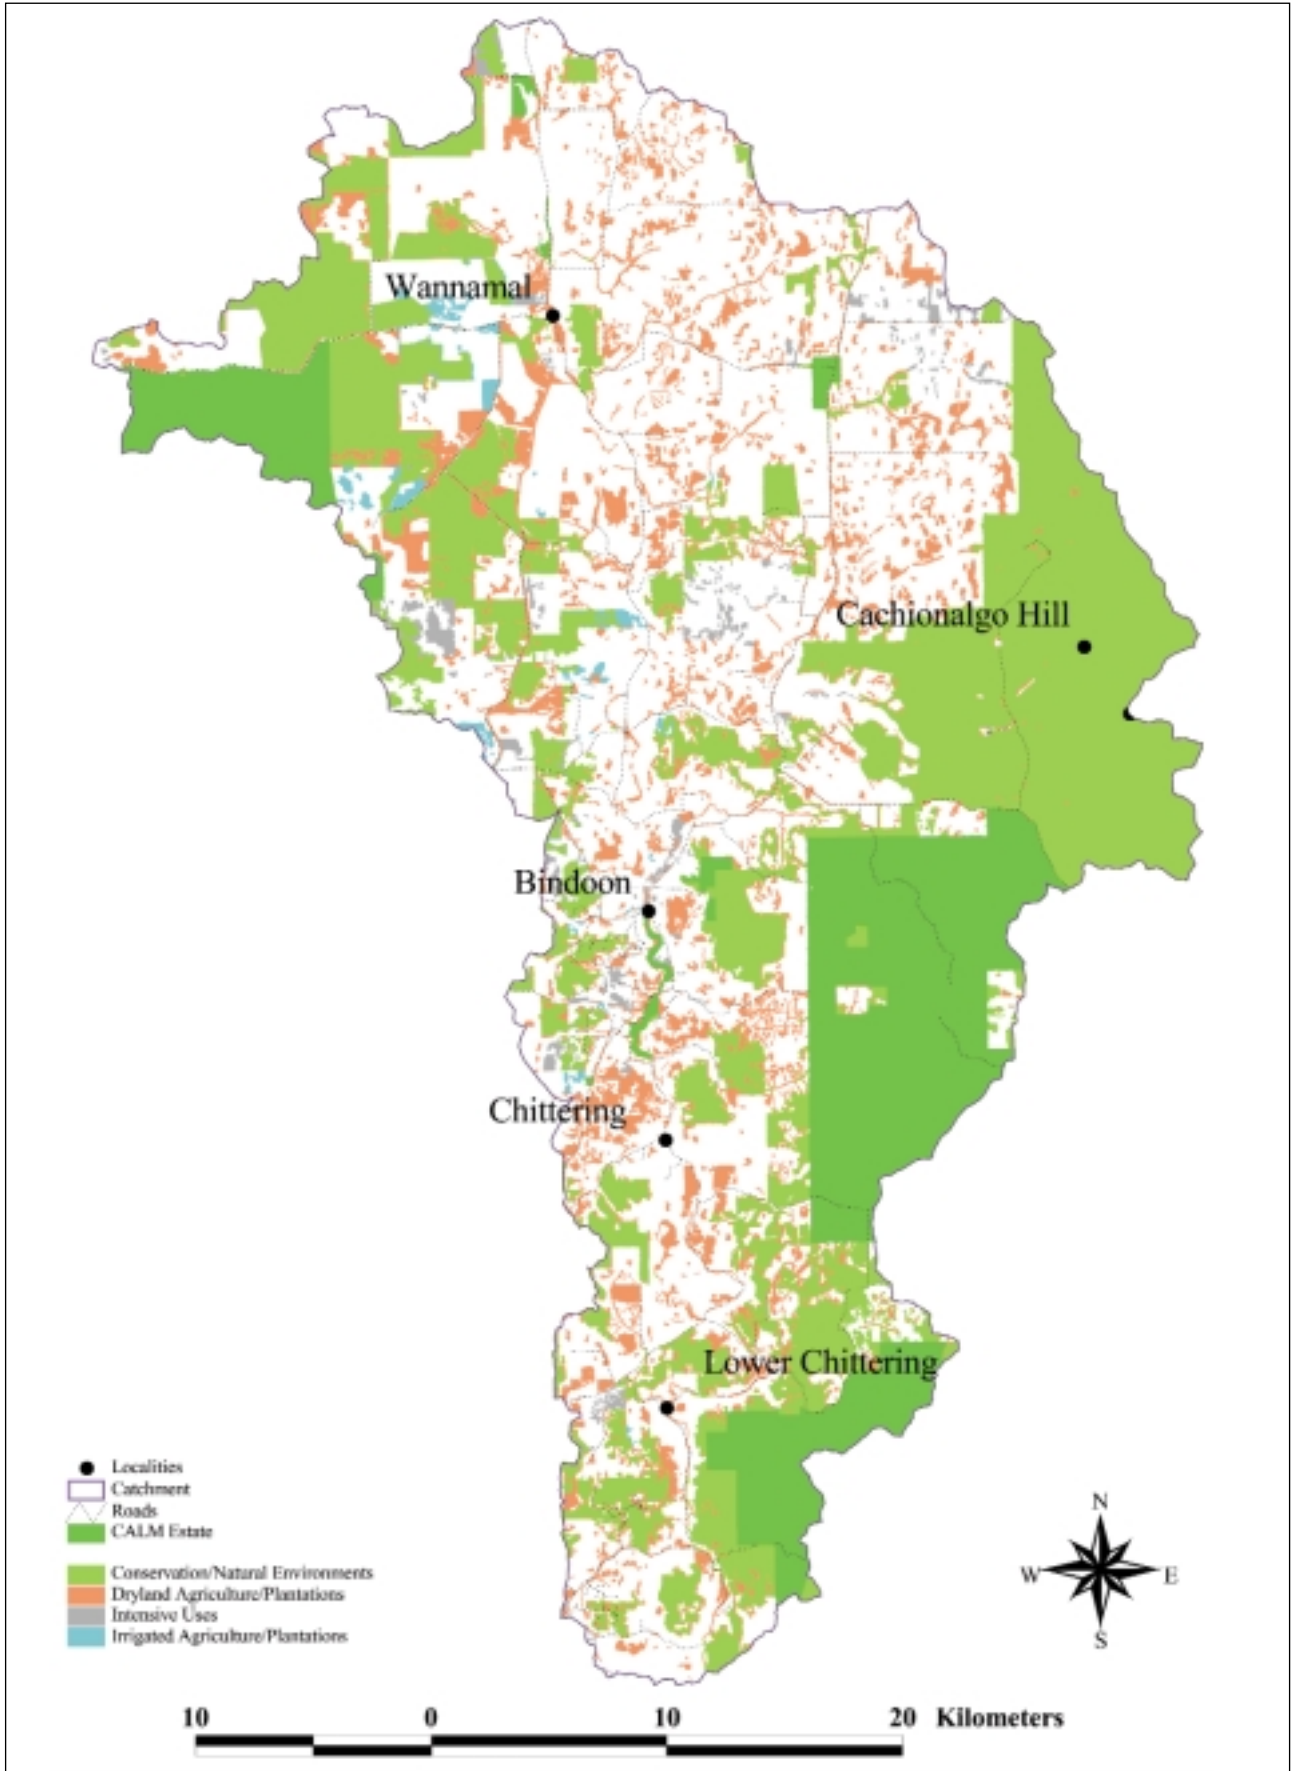 Wannamal
Cachionalgo Hill
Bindoon
Chittering
Lower Chittering
Localities
Catchment
Roads
CALM Estate
Conservation/Natural Environments
Dryland Agriculture/Plantations
Intensive Uses
Irrigated Agriculture/Plantations
N
W E
S
10 0 10 20 Kilometers